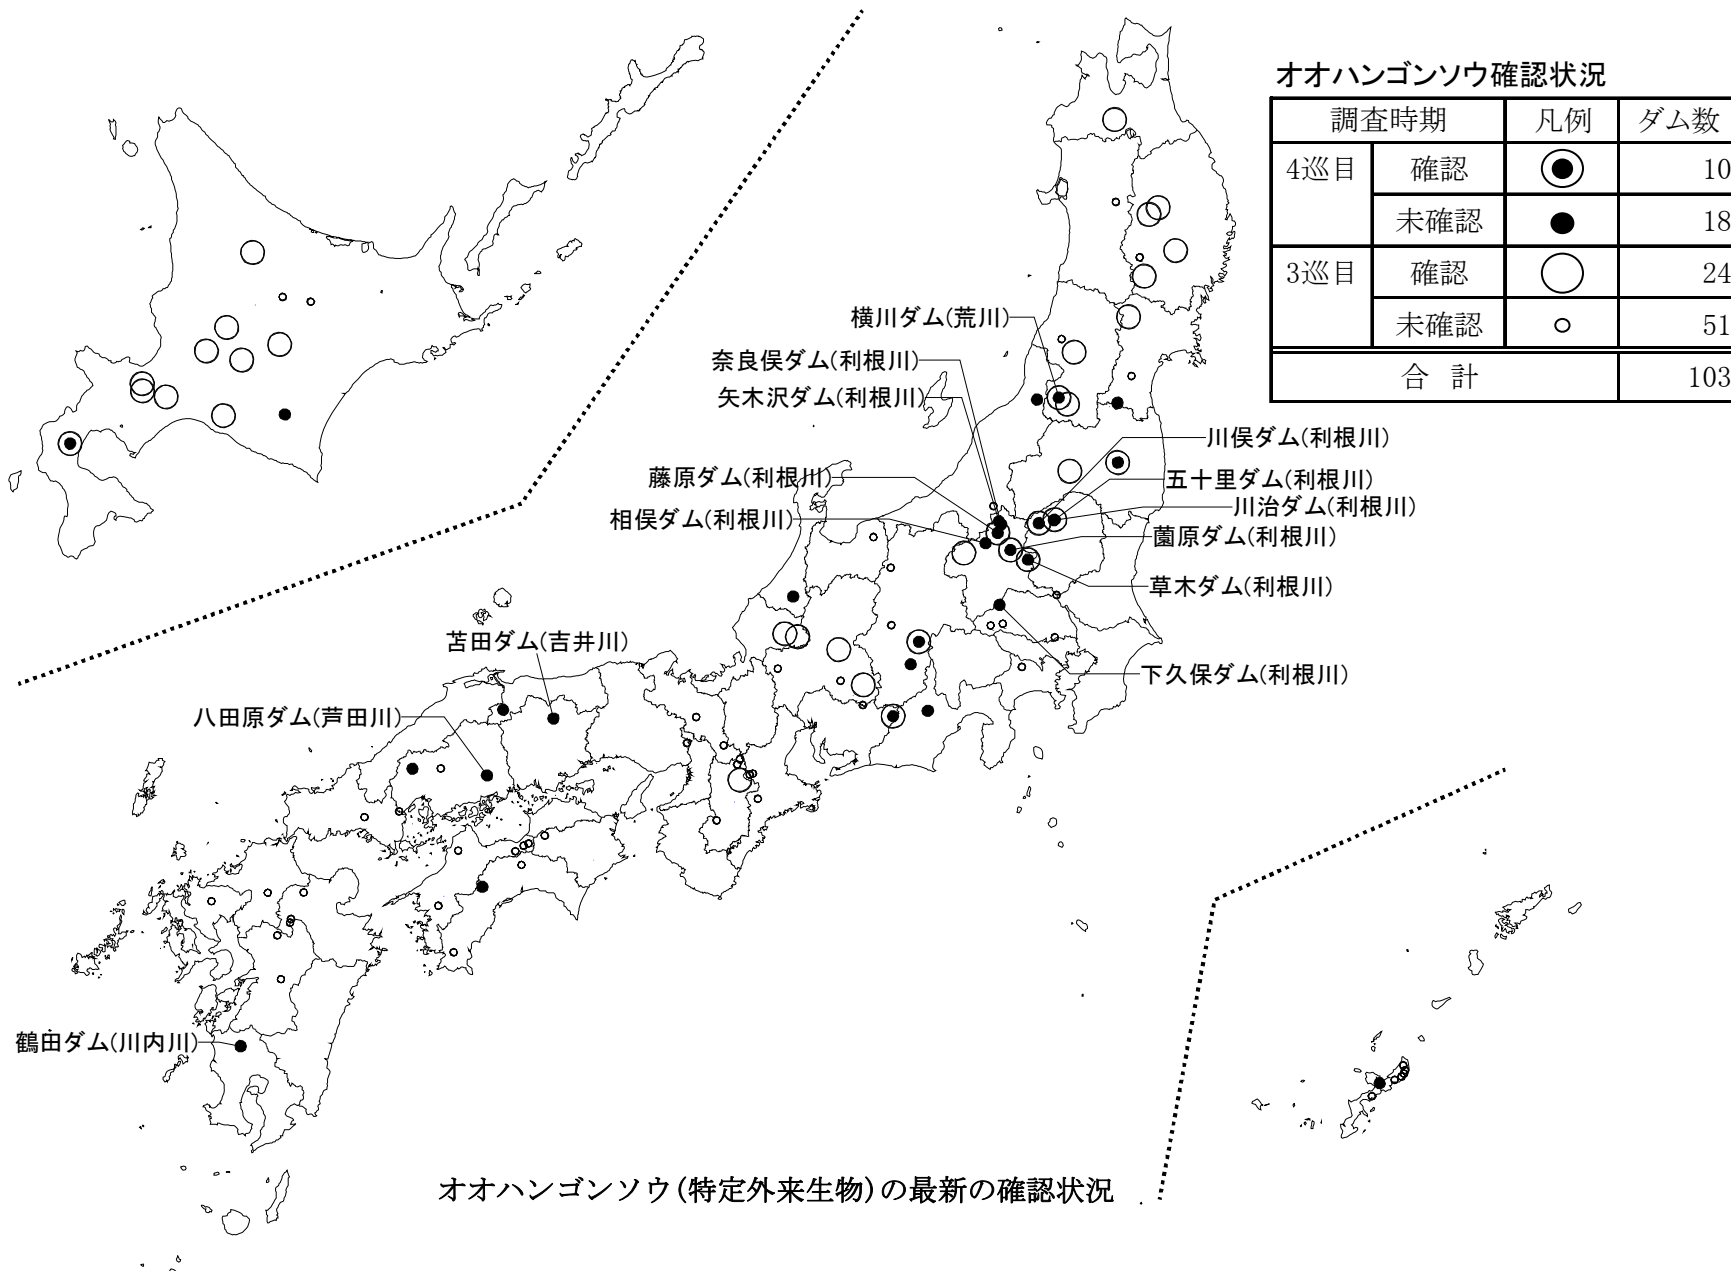 オオハンゴンソウ確認状況
調査時期 凡例 ダム数
4巡目 確認 10
未確認 18
3巡目 確認 24
未確認 51
合 計 103
横川ダム(荒川)
奈良俣ダム(利根川)
矢木沢ダム(利根川)
川俣ダム(利根川)
藤原ダム(利根川)
五十里ダム(利根川)
川治ダム(利根川)
相俣ダム(利根川)
薗原ダム(利根川)
草木ダム(利根川)
苫田ダム(吉井川)
下久保ダム(利根川)
八田原ダム(芦田川)
鶴田ダム(川内川)
オオハンゴンソウ(特定外来生物)の最新の確認状況